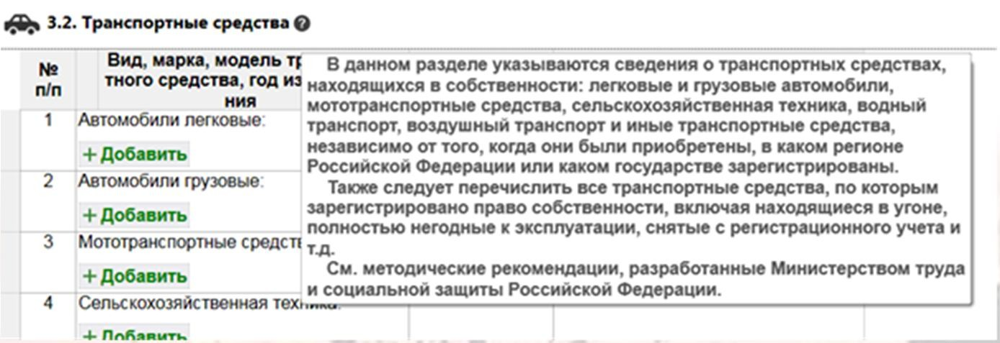 3.2. Транспортные средства ?
№
п/п
Вид, марка, модель тр
тного средства, год из
ния
1 Автомобили легковые:
+ Добавить
2 Автомобили грузовые:
+ Добавить
3 Мототранспортные средств
+ Добавить
4 Сельскохозяйственная техника:
+ Добавить
В данном разделе указываются сведения о транспортных средствах,
находящихся в собственности: легковые и грузовые автомобили,
мототранспортные средства, сельскохозяйственная техника, водный
транспорт, воздушный транспорт и иные транспортные средства,
независимо от того, когда они были приобретены, в каком регионе
Российской Федерации или каком государстве зарегистрированы.
Также следует перечислить все транспортные средства, по которым
зарегистрировано право собственности, включая находящиеся в угоне,
полностью негодные к эксплуатации, снятые с регистрационного учета и
т.д.
См. методические рекомендации, разработанные Министерством труда
и социальной защиты Российской Федерации.